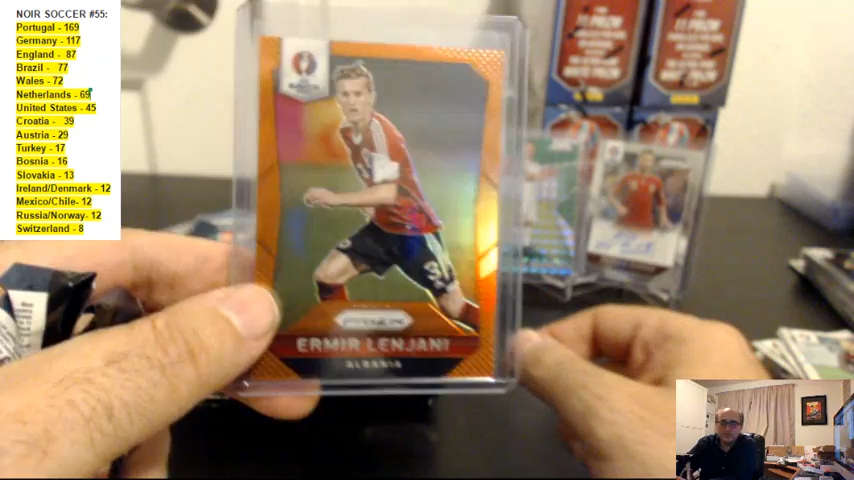 NOIR SOCCER #55:
Portugal - 169
Germany - 117
England - 87
Brazil - 77
Wales - 72
Netherlands - 69
United States - 45
Croatia - 39
Austria - 29
Turkey - 17
Bosnia - 16
Slovakia - 13
Ireland/Denmark - 12
Mexico/Chile- 12
Russia/Norway- 12
Switzerland - 8
PRIZM
ERMIR LENJANI
ALBANIA